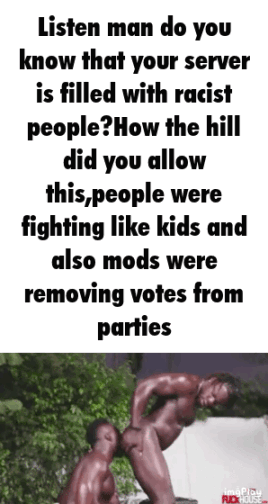 Listen man do you
know that your server
is filled with racist
people?How the hill
did you allow
this,people were
fighting like kids and
also mods were
removing votes from
parties
imgPlay